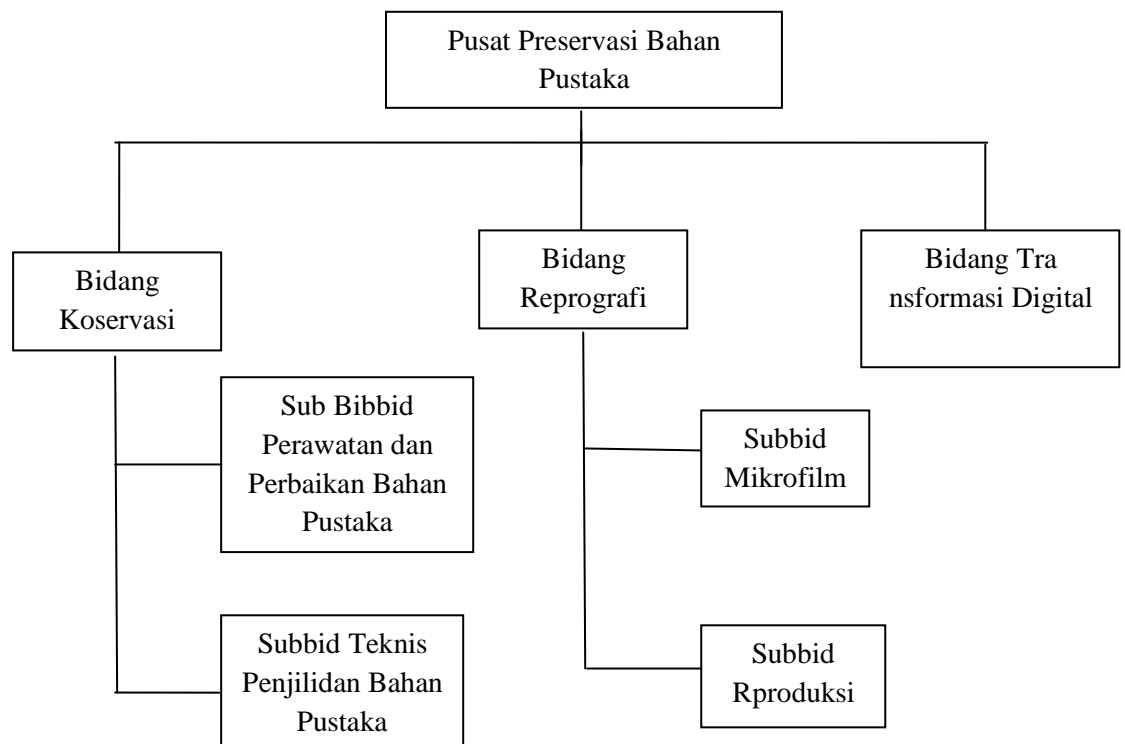 Pusat Preservasi Bahan
Pustaka
Bidang
Koservasi
Bidang
Reprografi
Bidang Tra
nsformasi Digital
Sub Bibbid
Perawatan dan
Perbaikan Bahan
Pustaka
Subbid
Mikrofilm
Subbid Teknis
Penjilidan Bahan
Pustaka
Subbid
Rproduksi